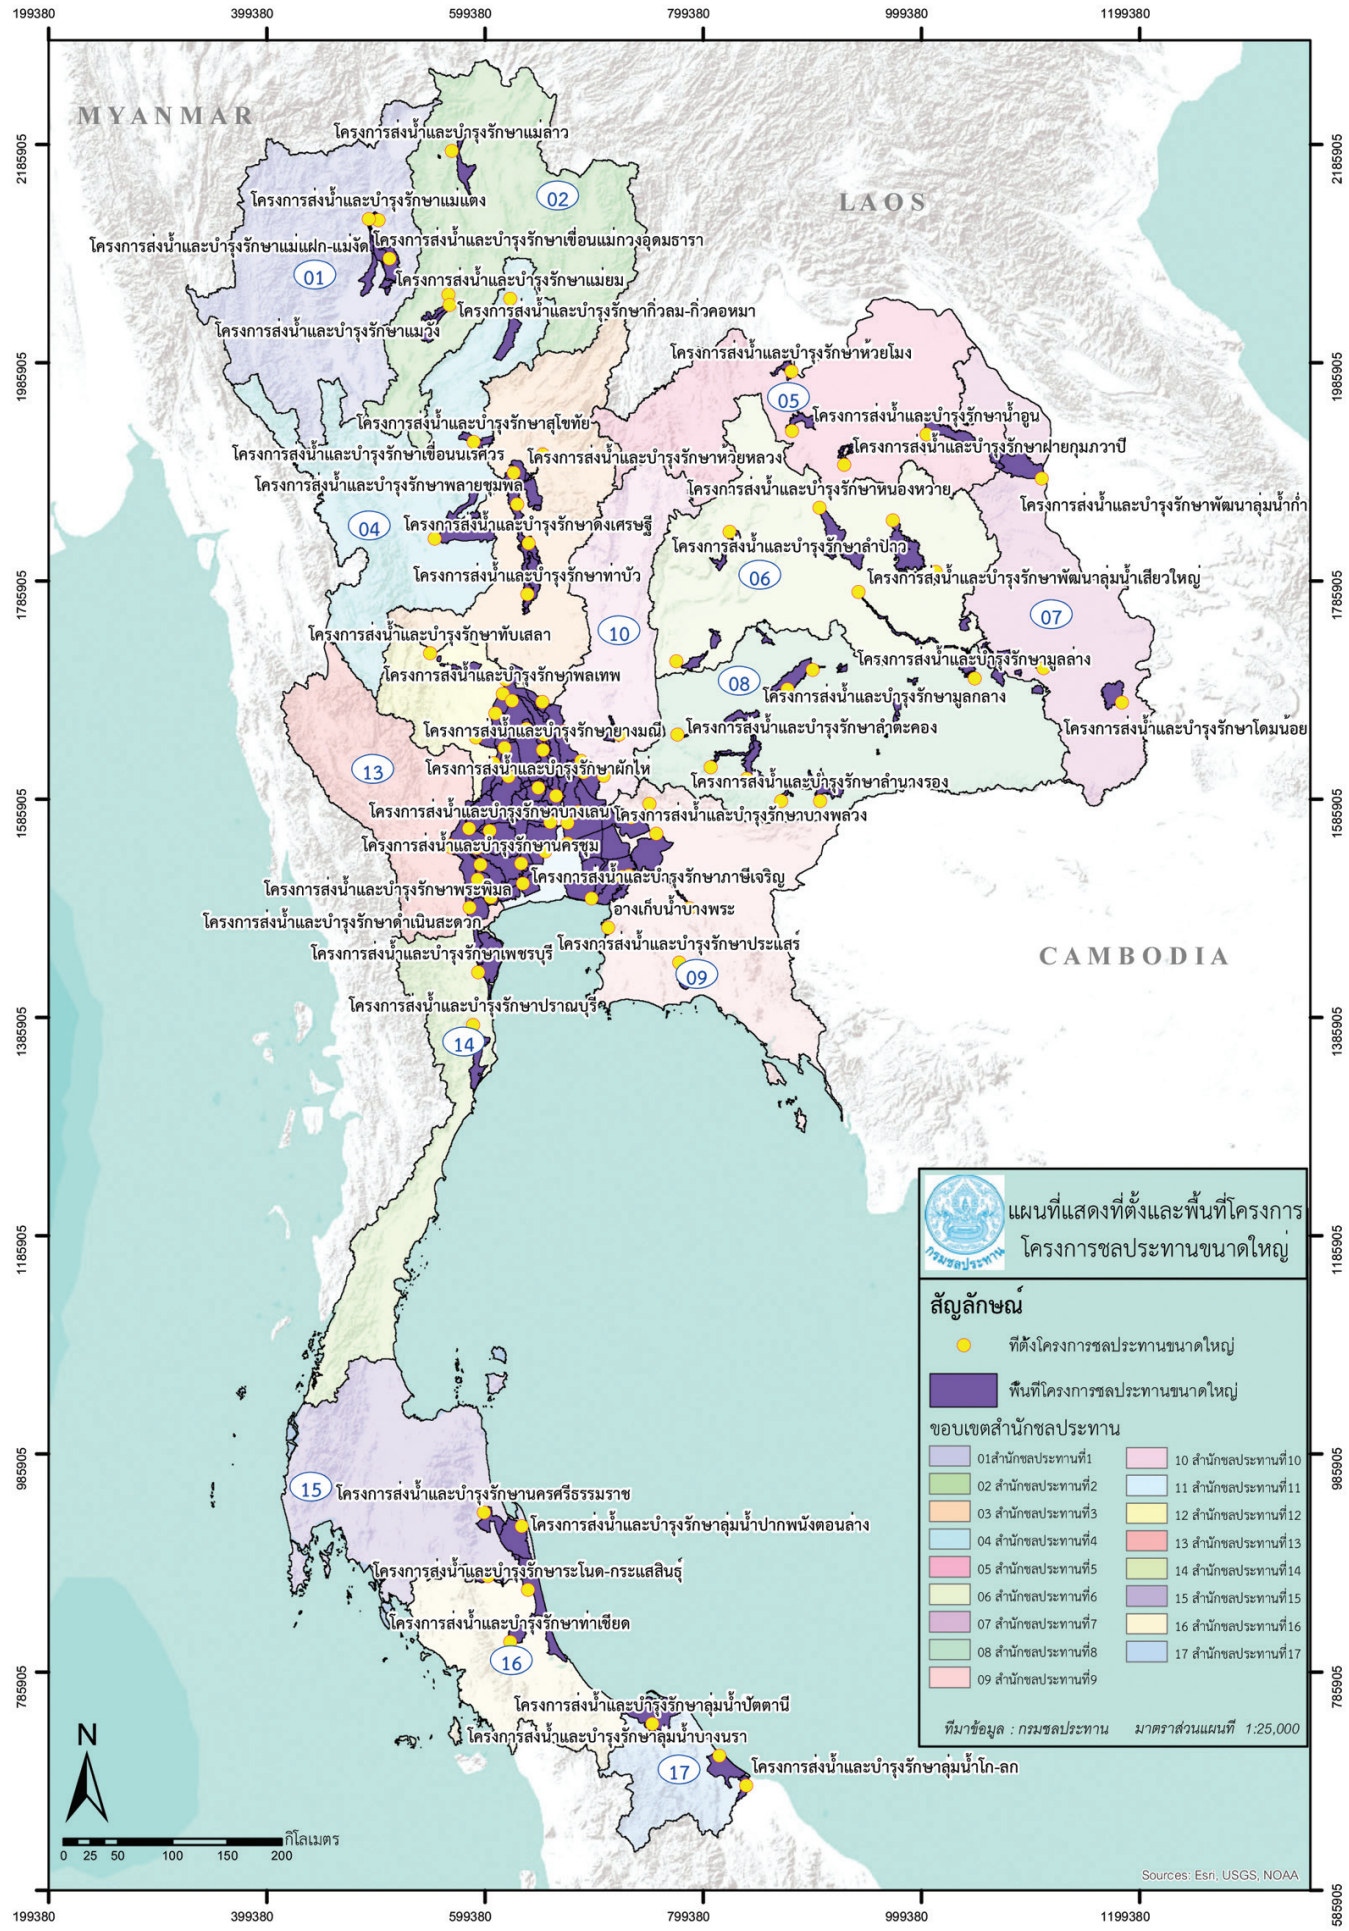 199380 399380 599380 799380 999380 1199380
2185905
1985905
1785905
1585905
1385905
1185905
985905
785905
585905
MYANMAR
LAOS
CAMBODIA
โครงการส่งน้ำและบำรุงรักษาแม่ลาว
02
โครงการส่งน้ำและบำรุงรักษาแม่แตง
โครงการส่งน้ำและบำรุงรักษาแม่แฝก-แม่งัด
โครงการส่งน้ำและบำรุงรักษาเขื่อนแม่กวงอุดมธารา
01
โครงการส่งน้ำและบำรุงรักษาแม่ยม
โครงการส่งน้ำและบำรุงรักษากิ่วลม-กิ่วคอหมา
โครงการส่งน้ำและบำรุงรักษาแม่วัง
โครงการส่งน้ำและบำรุงรักษาห้วยโมง
05
โครงการส่งน้ำและบำรุงรักษาน้ำอูน
โครงการส่งน้ำและบำรุงรักษาสุโขทัย
โครงการส่งน้ำและบำรุงรักษาฝายกุมภวาปี
โครงการส่งน้ำและบำรุงรักษาเขื่อนนเรศวร
โครงการส่งน้ำและบำรุงรักษาห้วยหลวง
โครงการส่งน้ำและบำรุงรักษาพลายชุมพล
โครงการส่งน้ำและบำรุงรักษาหนองหวาย
โครงการส่งน้ำและบำรุงรักษาพัฒนาลุ่มน้ำก่ำ
04
โครงการส่งน้ำและบำรุงรักษาดงเศรษฐี
โครงการส่งน้ำและบำรุงรักษาลำปาว
06
โครงการส่งน้ำและบำรุงรักษาท่าบัว
โครงการส่งน้ำและบำรุงรักษาพัฒนาลุ่มน้ำเสียวใหญ่
07
10
โครงการส่งน้ำและบำรุงรักษาทับเสลา
โครงการส่งน้ำและบำรุงรักษามูลล่าง
โครงการส่งน้ำและบำรุงรักษาพลเทพ
08
โครงการส่งน้ำและบำรุงรักษามูลกลาง
โครงการส่งน้ำและบำรุงรักษายางมณี
โครงการส่งน้ำและบำรุงรักษาลำตะคอง
โครงการส่งน้ำและบำรุงรักษาโดมน้อย
13
โครงการส่งน้ำและบำรุงรักษาผักไห่
โครงการส่งน้ำและบำรุงรักษาลำนางรอง
โครงการส่งน้ำและบำรุงรักษาบางเลน
โครงการส่งน้ำและบำรุงรักษาบางพลวง
โครงการส่งน้ำและบำรุงรักษานครชุม
โครงการส่งน้ำและบำรุงรักษาภาษีเจริญ
โครงการส่งน้ำและบำรุงรักษาพระพิมล
อ่างเก็บน้ำบางพระ
โครงการส่งน้ำและบำรุงรักษาดำเนินสะดวก
โครงการส่งน้ำและบำรุงรักษาประแสร์
โครงการส่งน้ำและบำรุงรักษาเพชรบุรี
09
โครงการส่งน้ำและบำรุงรักษาปราณบุรี
14
15
โครงการส่งน้ำและบำรุงรักษานครศรีธรรมราช
โครงการส่งน้ำและบำรุงรักษาลุ่มน้ำปากพนังตอนล่าง
โครงการส่งน้ำและบำรุงรักษาระโนด-กระแสสินธุ์
โครงการส่งน้ำและบำรุงรักษาท่าเชียด
16
โครงการส่งน้ำและบำรุงรักษาลุ่มน้ำปัตตานี
โครงการส่งน้ำและบำรุงรักษาลุ่มน้ำบางนรา
17
โครงการส่งน้ำและบำรุงรักษาลุ่มน้ำโก-ลก
กรมชลประทาน
แผนที่แสดงที่ตั้งและพื้นที่โครงการ
โครงการชลประทานขนาดใหญ่
สัญลักษณ์
ที่ตั้งโครงการชลประทานขนาดใหญ่
พื้นที่โครงการชลประทานขนาดใหญ่
ขอบเขตสำนักชลประทาน
01สำนักชลประทานที่1
02 สำนักชลประทานที่2
03 สำนักชลประทานที่3
04 สำนักชลประทานที่4
05 สำนักชลประทานที่5
06 สำนักชลประทานที่6
07 สำนักชลประทานที่7
08 สำนักชลประทานที่8
09 สำนักชลประทานที่9
10 สำนักชลประทานที่10
11 สำนักชลประทานที่11
12 สำนักชลประทานที่12
13 สำนักชลประทานที่13
14 สำนักชลประทานที่14
15 สำนักชลประทานที่15
16 สำนักชลประทานที่16
17 สำนักชลประทานที่17
ที่มาข้อมูล : กรมชลประทาน มาตราส่วนแผนที่ 1:25,000
N
กิโลเมตร
0 25 50 100 150 200
Sources: Esri, USGS, NOAA
2185905
1985905
1785905
1585905
1385905
1185905
985905
785905
585905
199380 399380 599380 799380 999380 1199380